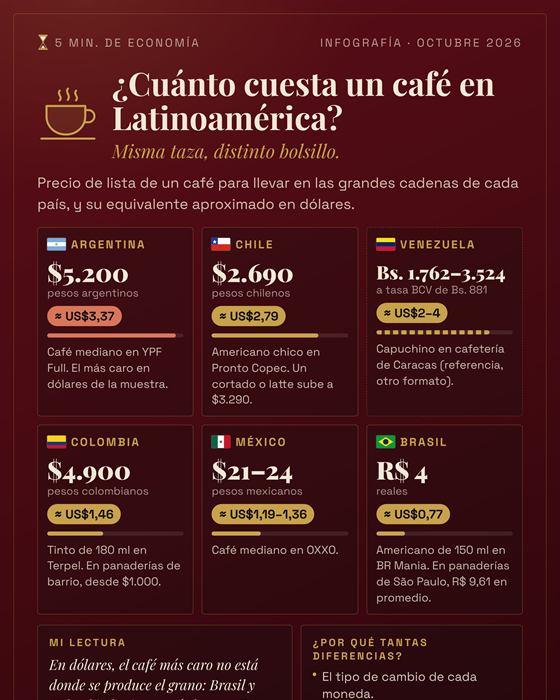 5 MIN. DE ECONOMÍA
INFOGRAFÍA · OCTUBRE 2026
¿Cuánto cuesta un café en
Latinoamérica?
Misma taza, distinto bolsillo.
Precio de lista de un café para llevar en las grandes cadenas de cada
país, y su equivalente aproximado en dólares.
ARGENTINA
$5.200
pesos argentinos
≈ US$3,37
Café mediano en YPF
Full. El más caro en
dólares de la muestra.
CHILE
$2.690
pesos chilenos
≈ US$2,79
Americano chico en
Pronto Copec. Un
cortado o latte sube a
$3.290.
VENEZUELA
Bs. 1.762–3.524
a tasa BCV de Bs. 881
≈ US$2–4
Capuchino en cafetería
de Caracas (referencia,
otro formato).
COLOMBIA
$4.900
pesos colombianos
≈ US$1,46
Tinto de 180 ml en
Terpel. En panaderías de
barrio, desde $1.000.
MÉXICO
$21–24
pesos mexicanos
≈ US$1,19–1,36
Café mediano en OXXO.
BRASIL
R$ 4
reales
≈ US$0,77
Americano de 150 ml en
BR Mania. En panaderías
de São Paulo, R$ 9,61 en
promedio.
MI LECTURA
En dólares, el café más caro no está
donde se produce el grano: Brasil y
¿POR QUÉ TANTAS
DIFERENCIAS?
• El tipo de cambio de cada
moneda.